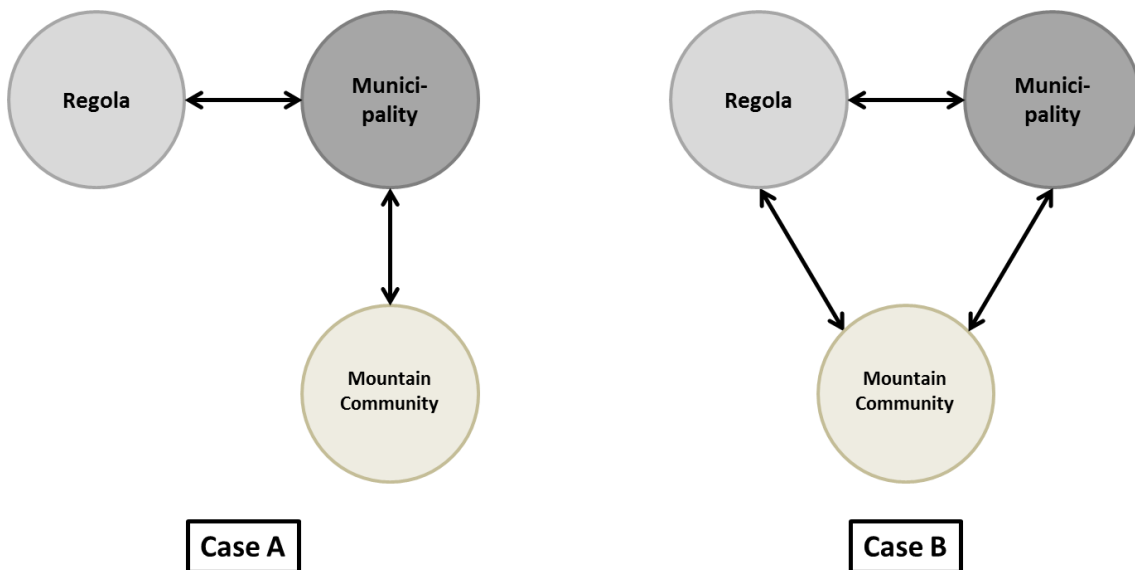 Regola
Munici-
pality
Mountain
Community
Case A
Regola
Munici-
pality
Mountain
Community
Case B